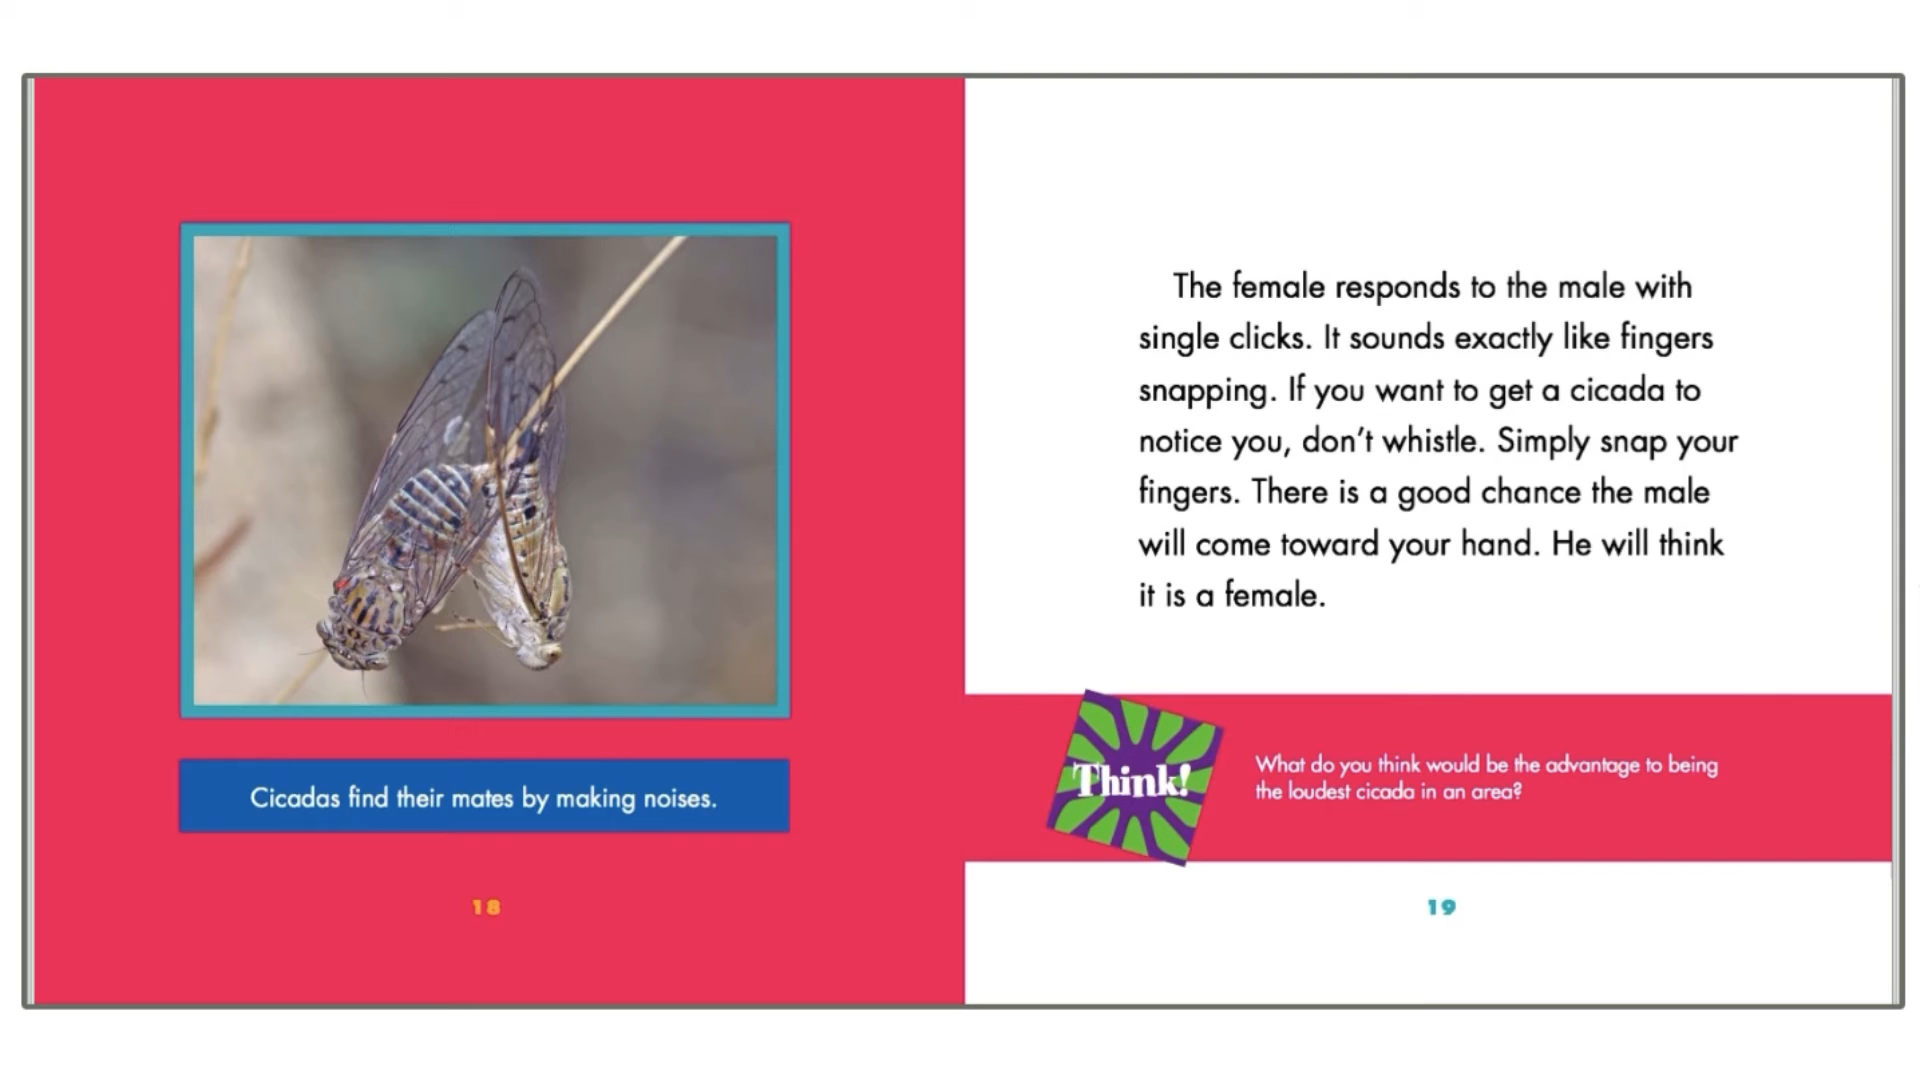 Cicadas find their mates by making noises.
18
The female responds to the male with
single clicks. It sounds exactly like fingers
snapping. If you want to get a cicada to
notice you, don't whistle. Simply snap your
fingers. There is a good chance the male
will come toward your hand. He will think
it is a female.
Think!
What do you think would be the advantage to being
the loudest cicada in an area?
19